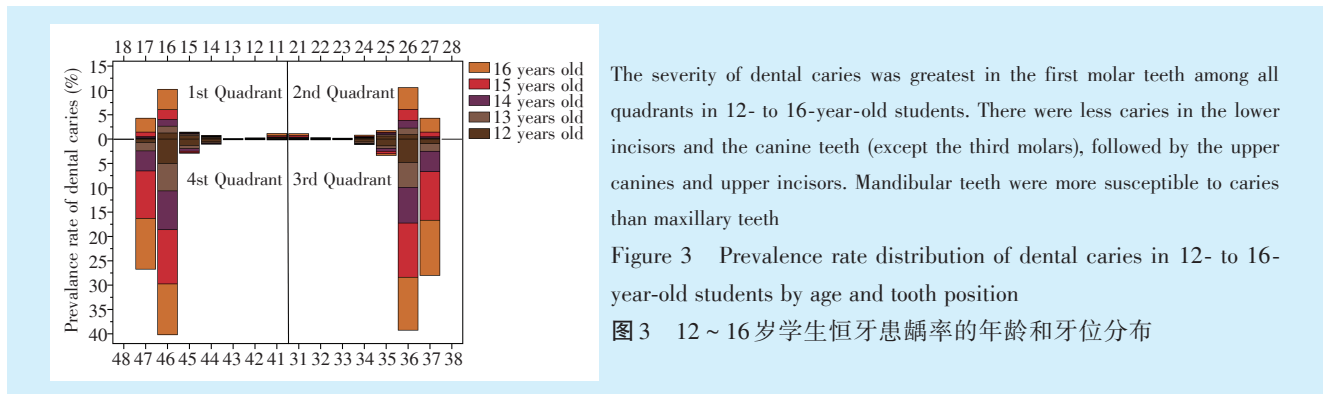 18 17 16 15 14 13 12 11 21 22 23 24 25 26 27 28
Prevalance rate of dental caries (%)
15
10
5
0
5
10
15
20
25
30
35
40
1st Quadrant
2nd Quadrant
4st Quadrant
3rd Quadrant
48 47 46 45 44 43 42 41 31 32 33 34 35 36 37 38
16 years old
15 years old
14 years old
13 years old
12 years old
The severity of dental caries was greatest in the first molar teeth among all
quadrants in 12- to 16-year-old students. There were less caries in the lower
incisors and the canine teeth (except the third molars), followed by the upper
canines and upper incisors. Mandibular teeth were more susceptible to caries
than maxillary teeth
Figure 3 Prevalence rate distribution of dental caries in 12- to 16-
year-old students by age and tooth position
图3 12 ~ 16岁学生恒牙患龋率的年龄和牙位分布